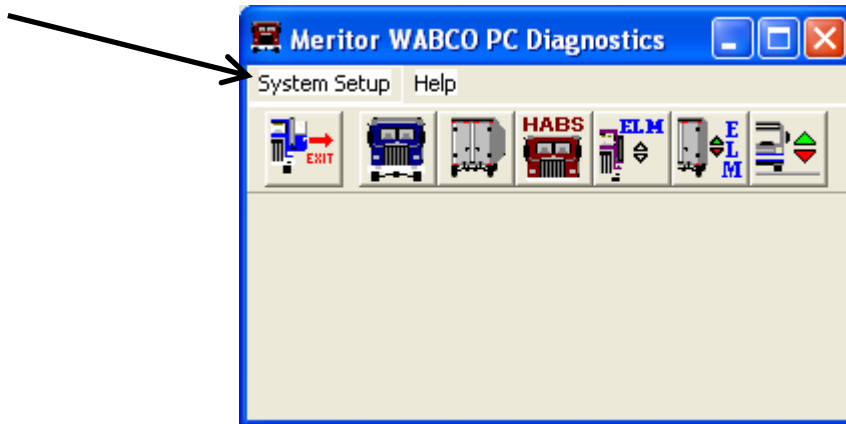 Meritor WABCO PC Diagnostics
System Setup Help
EXIT HABS ELM ELM